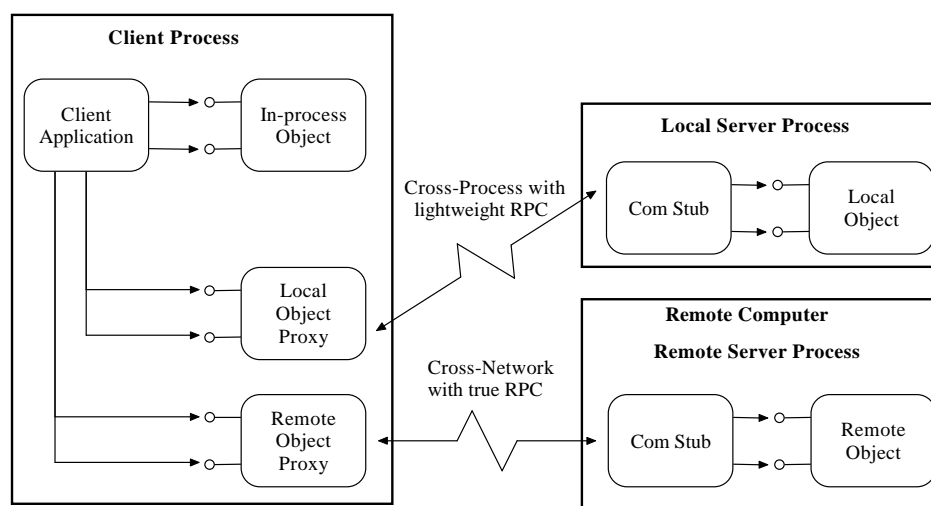 Client Process
Client
Application
In-process
Object
Local
Object
Proxy
Remote
Object
Proxy
Cross-Process with
lightweight RPC
Cross-Network
with true RPC
Local Server Process
Com Stub
Local
Object
Remote Computer
Remote Server Process
Com Stub
Remote
Object